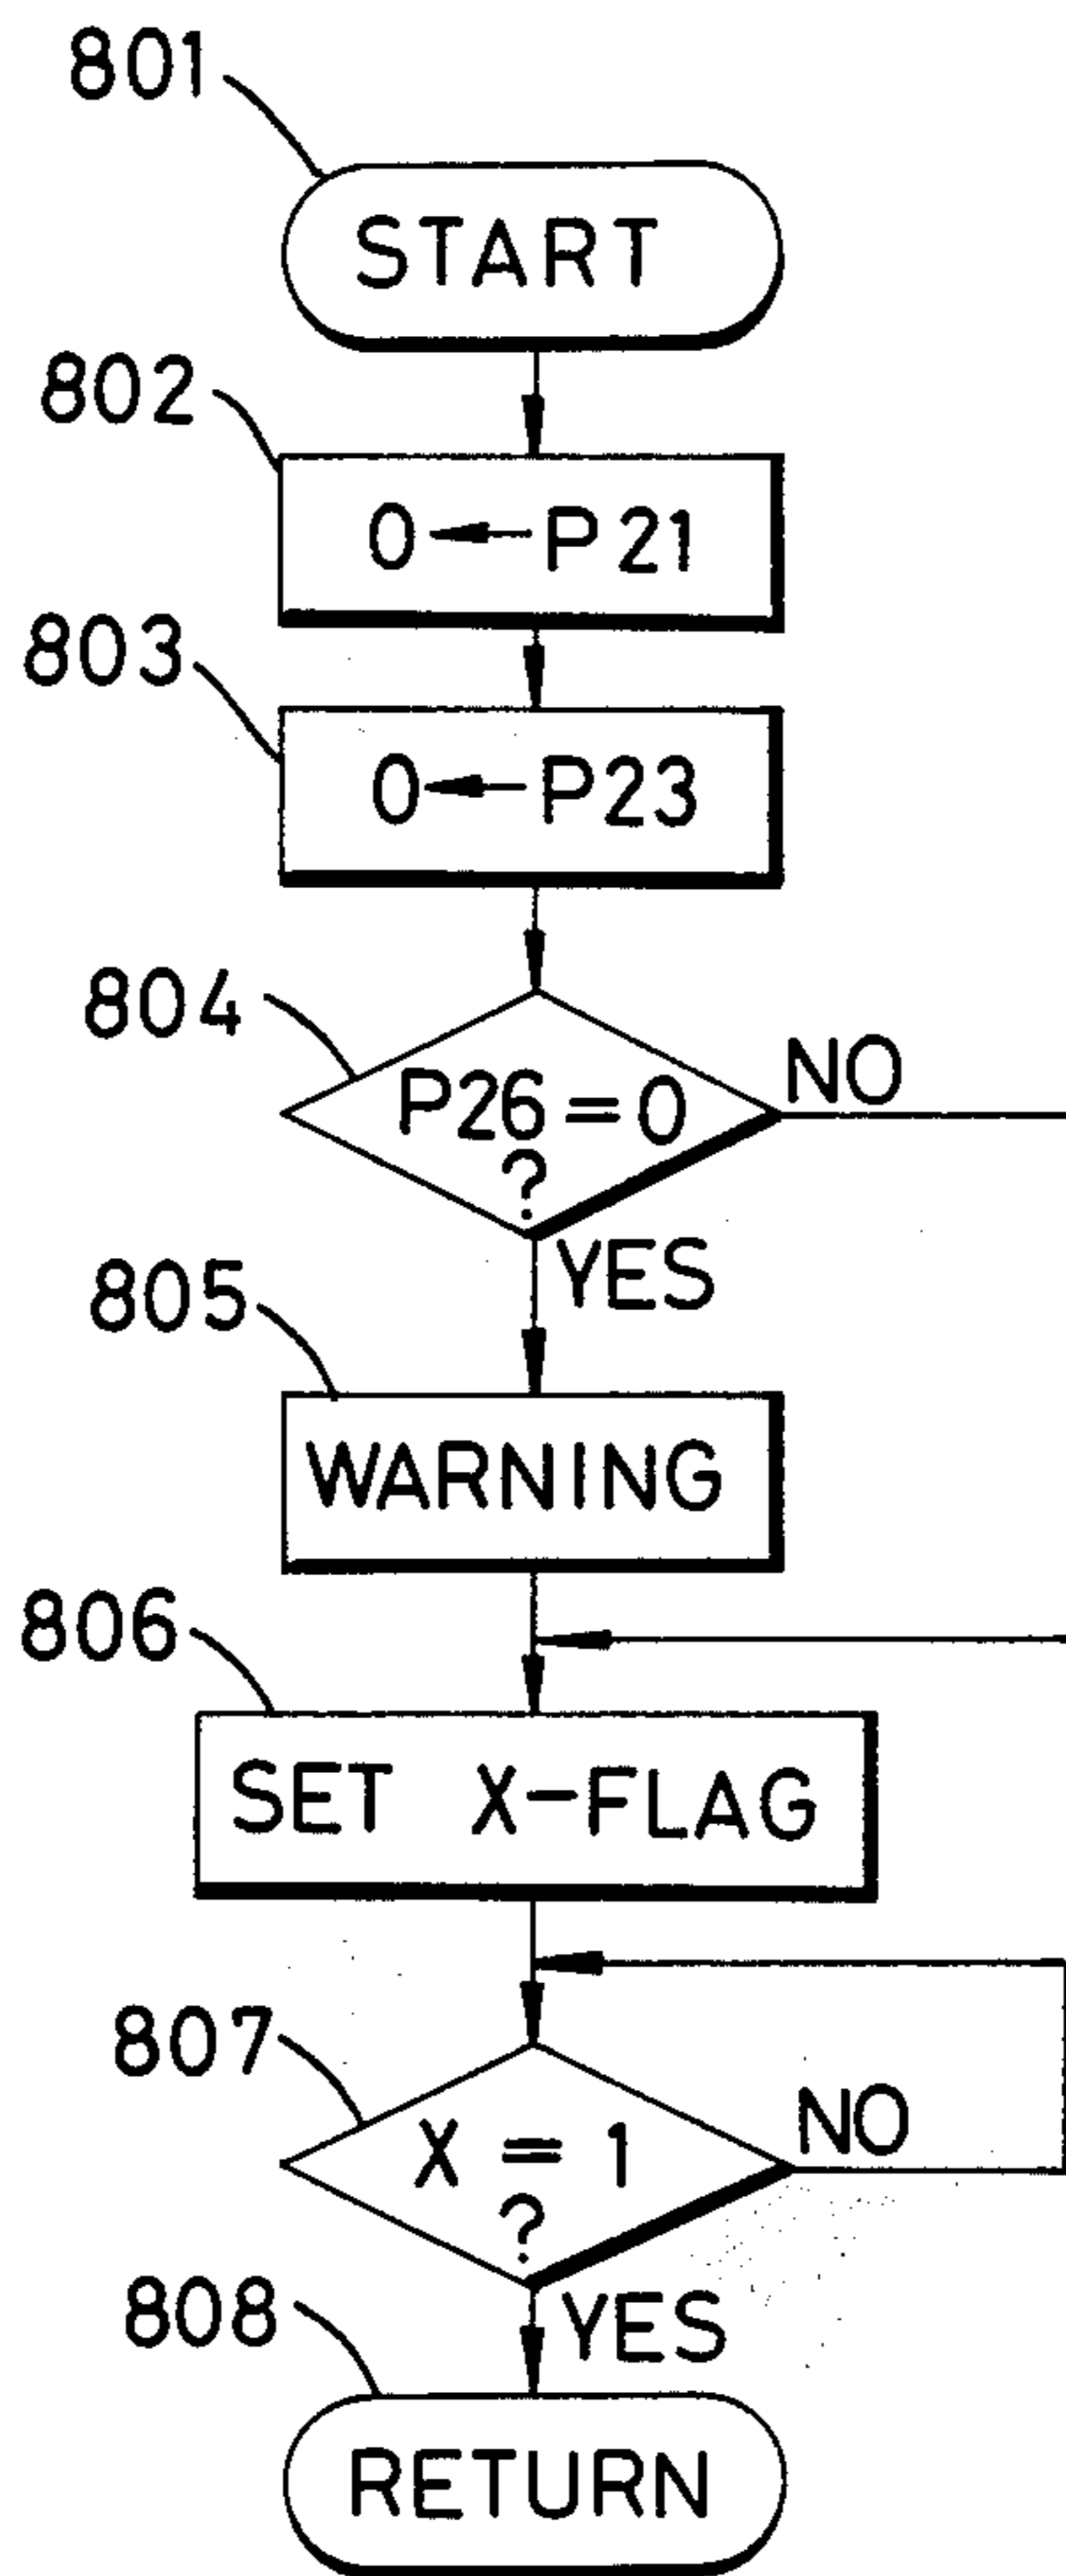 801
START
802
0←P21
803
0←P23
804
P26=0
?
NO
YES
805
WARNING
806
SET X-FLAG
807
X = 1
?
NO
YES
808
RETURN